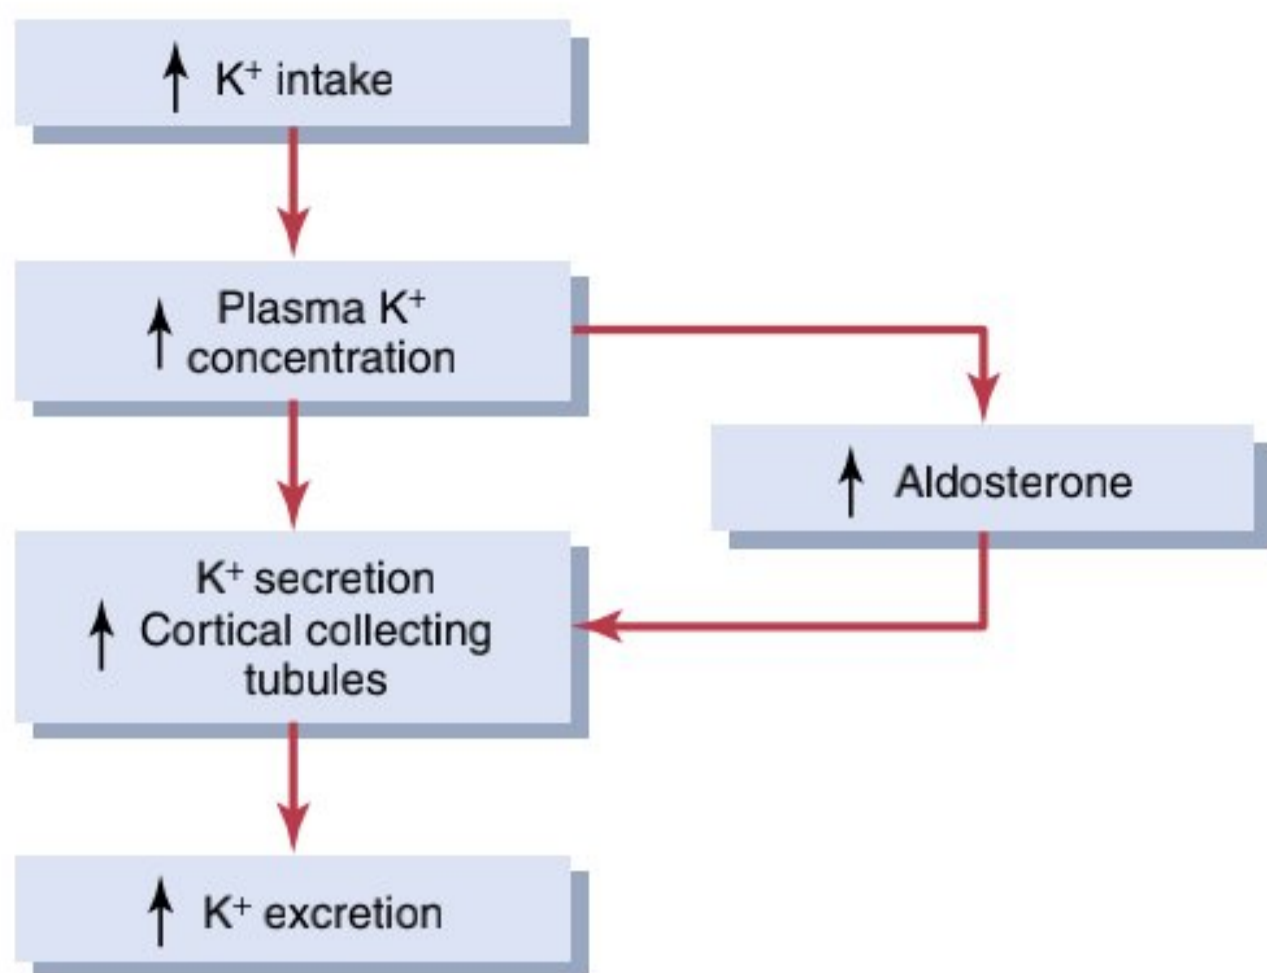 ↑ K⁺ intake
↑ Plasma K⁺
concentration
↑ Aldosterone
K⁺ secretion
↑ Cortical collecting
tubules
↑ K⁺ excretion